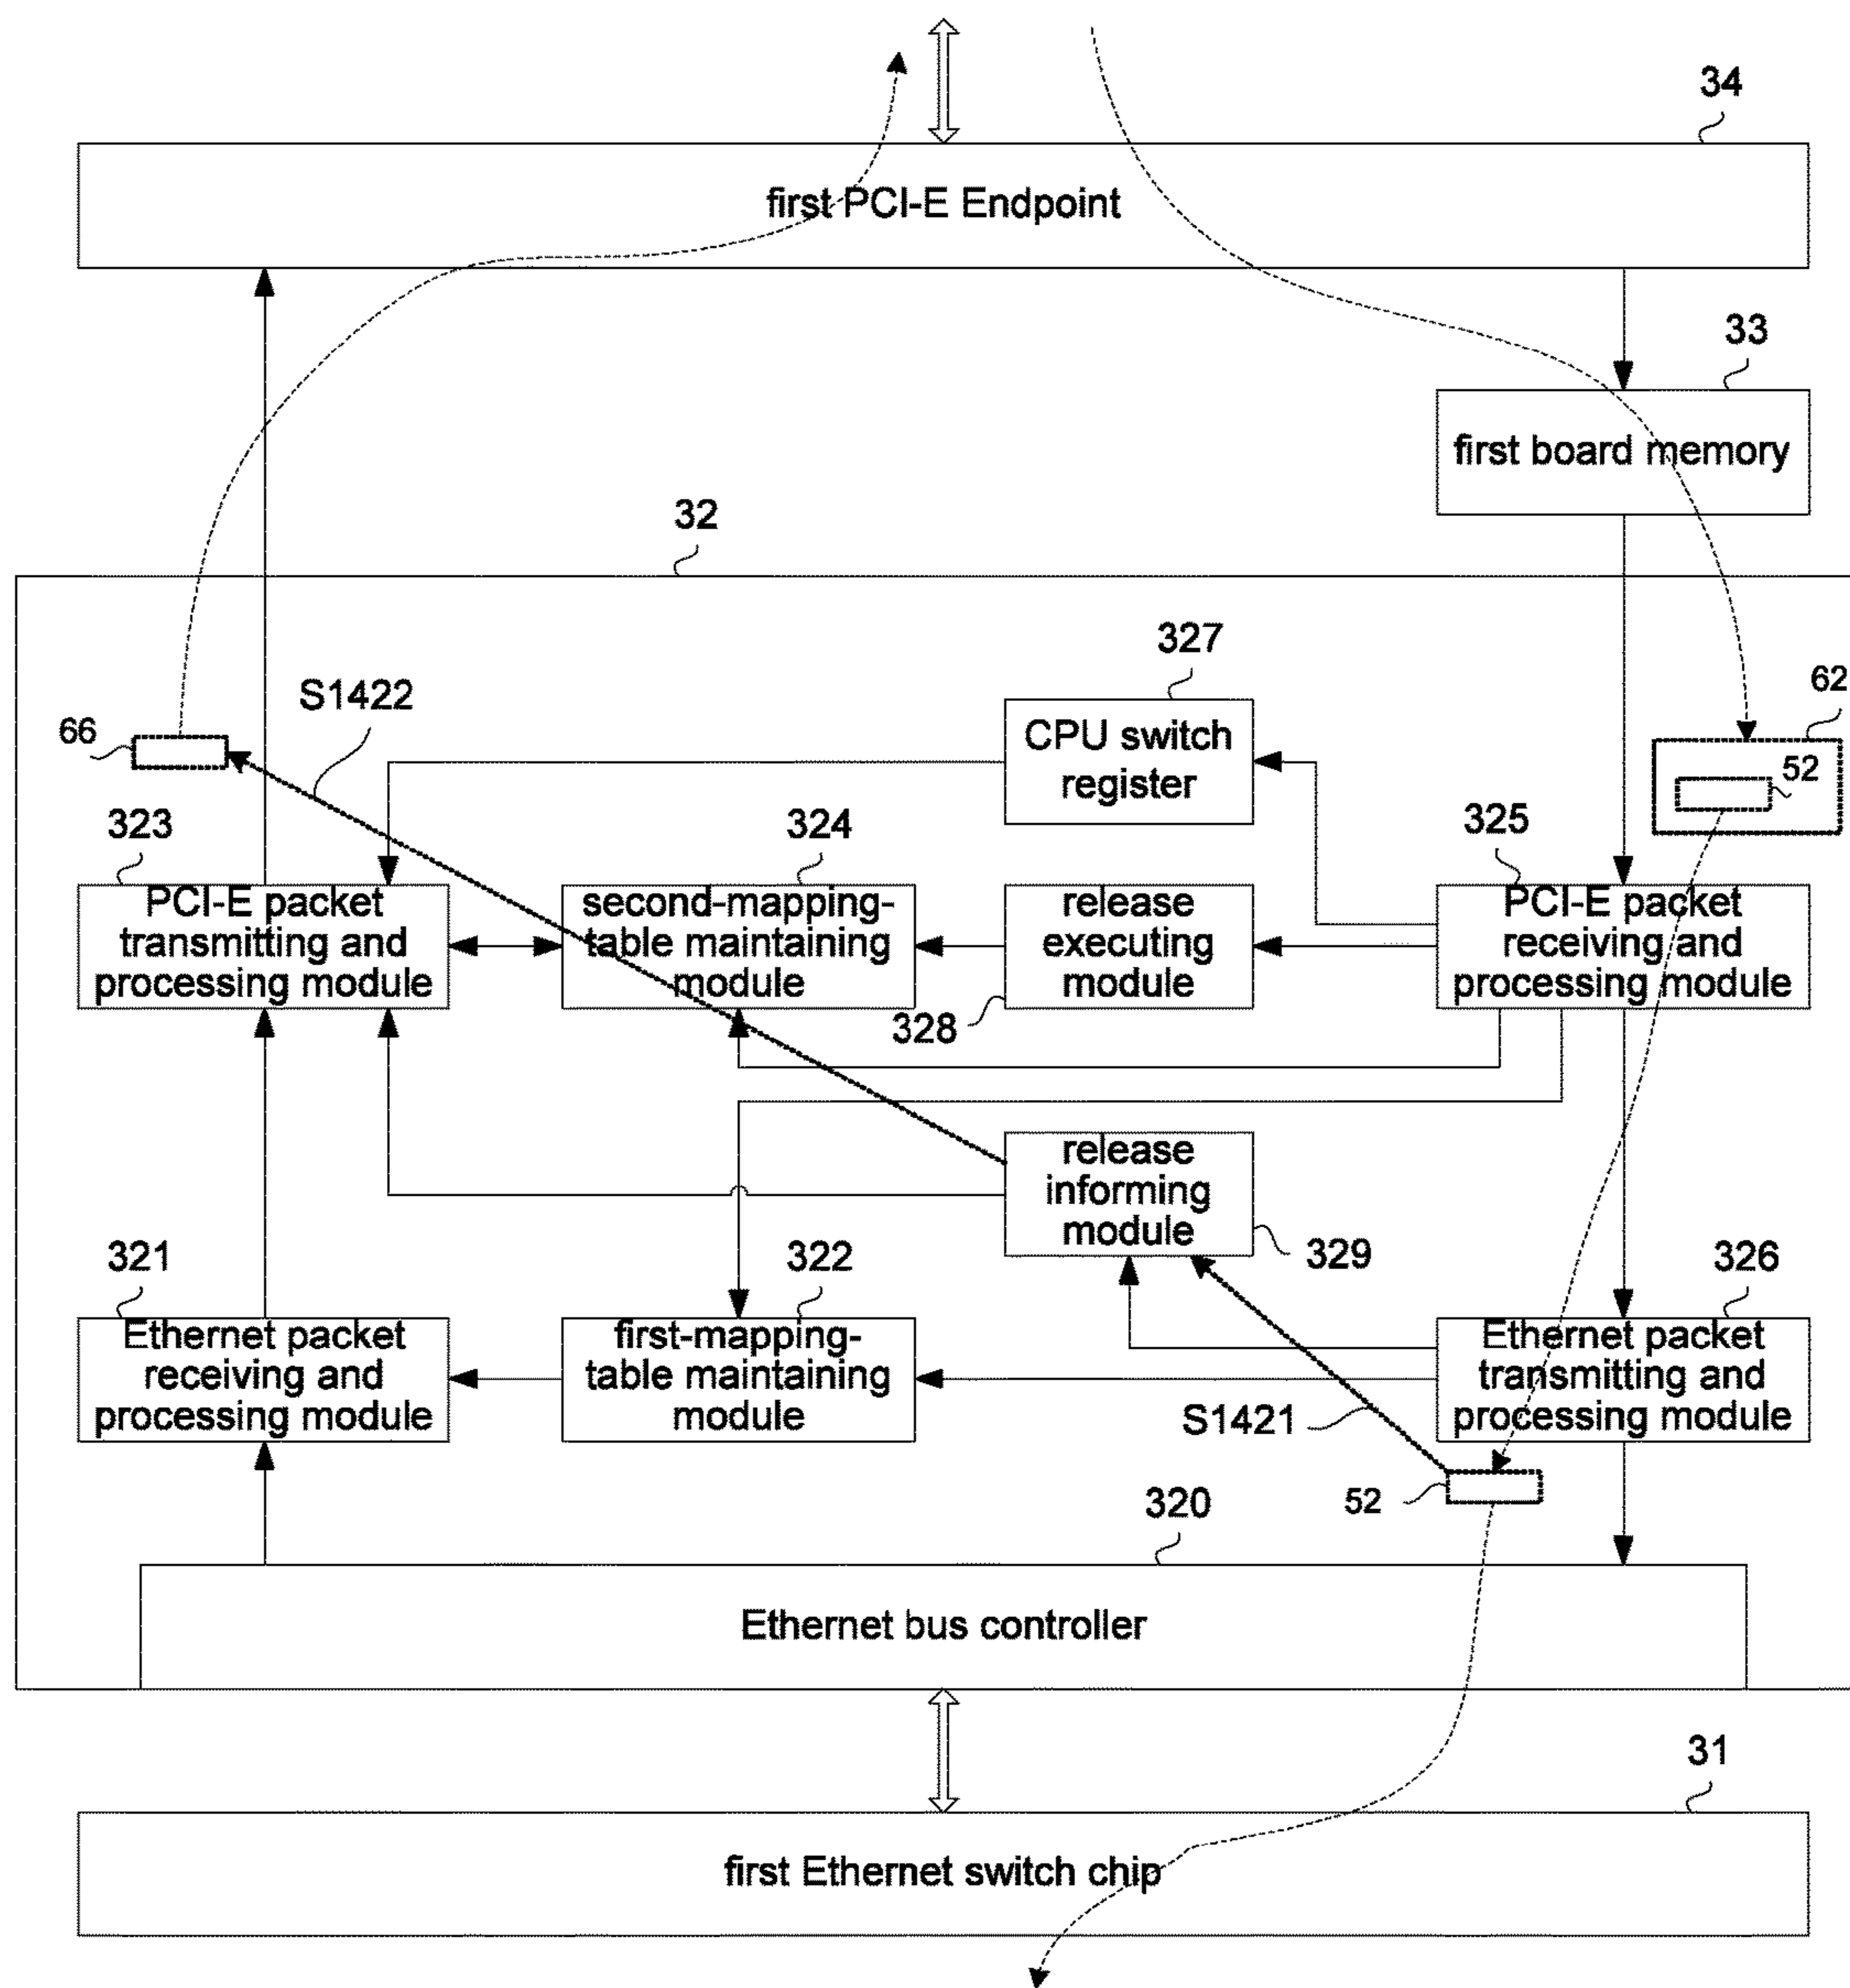 34
first PCI-E Endpoint
33
first board memory
32
327
S1422
62
66
CPU switch
register
52
323
324
325
PCI-E packet
transmitting and
processing module
second-mapping-
table maintaining
module
release
executing
module
PCI-E packet
receiving and
processing module
328
release
informing
module
329
321
322
326
Ethernet packet
receiving and
processing module
first-mapping-
table maintaining
module
Ethernet packet
transmitting and
processing module
S1421
52
320
Ethernet bus controller
31
first Ethernet switch chip